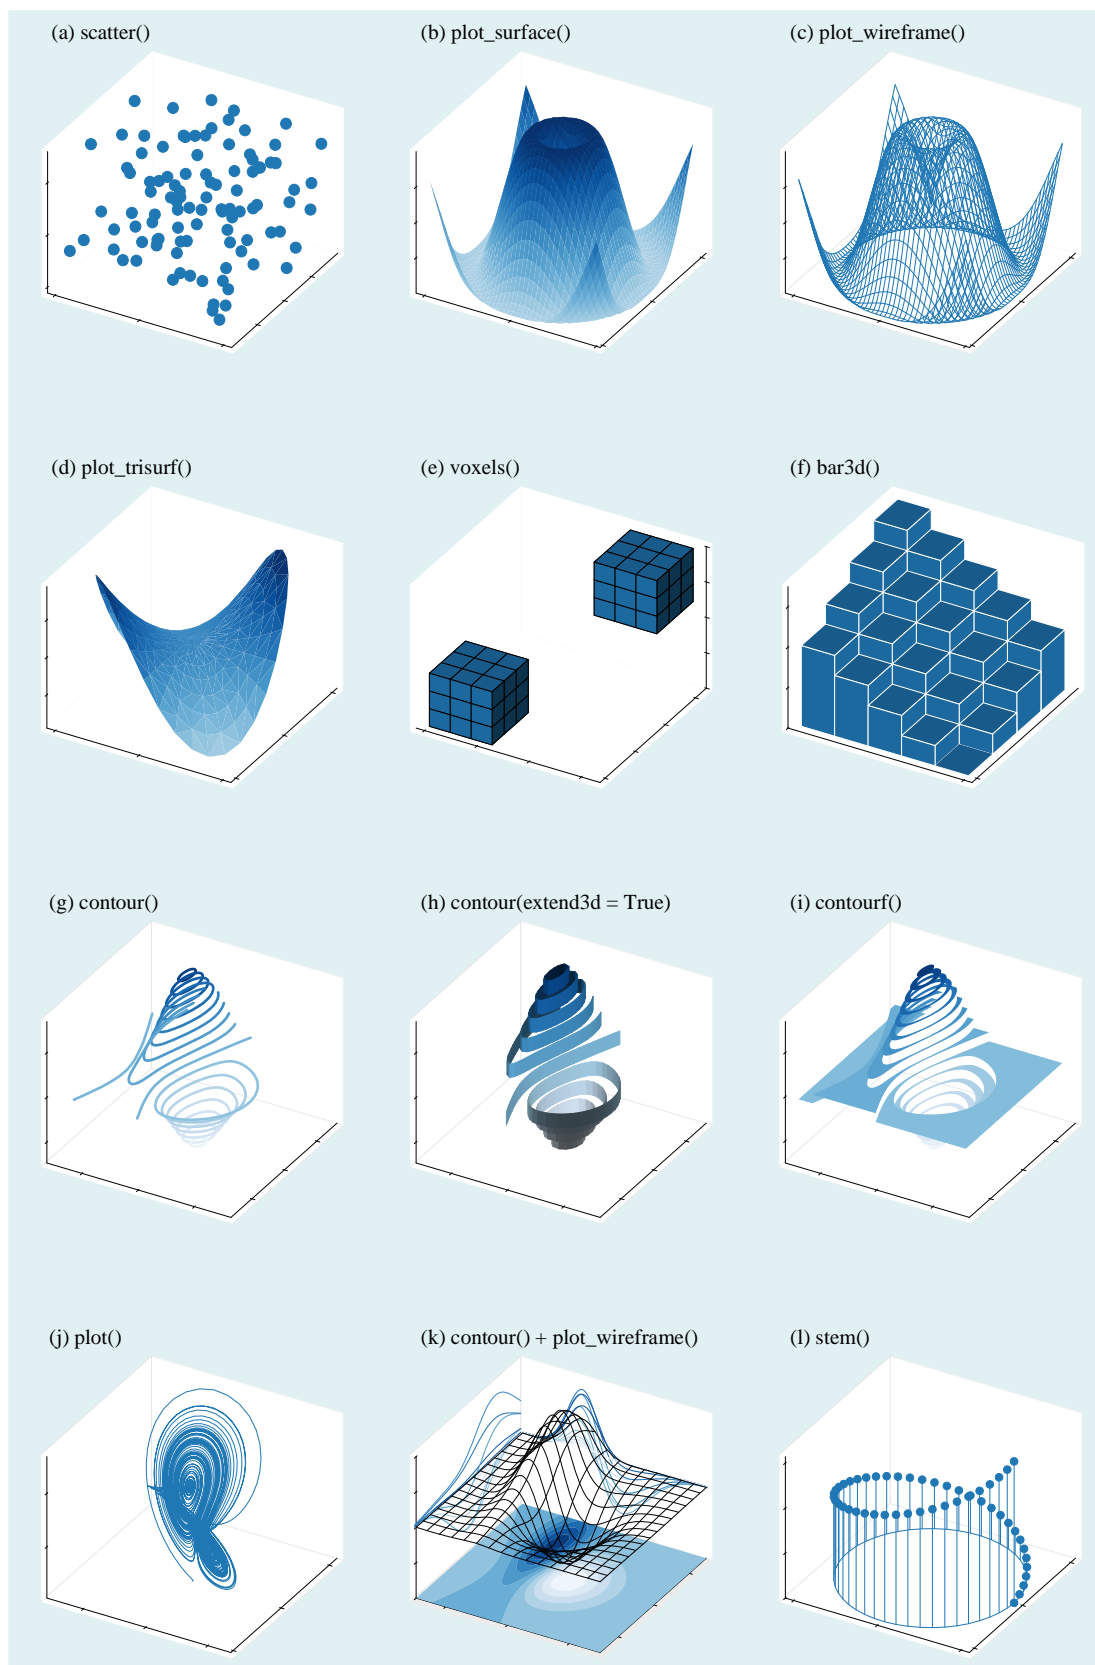 (a) scatter()
(b) plot_surface()
(c) plot_wireframe()
(d) plot_trisurf()
(e) voxels()
(f) bar3d()
(g) contour()
(h) contour(extend3d = True)
(i) contourf()
(j) plot()
(k) contour() + plot_wireframe()
(l) stem()